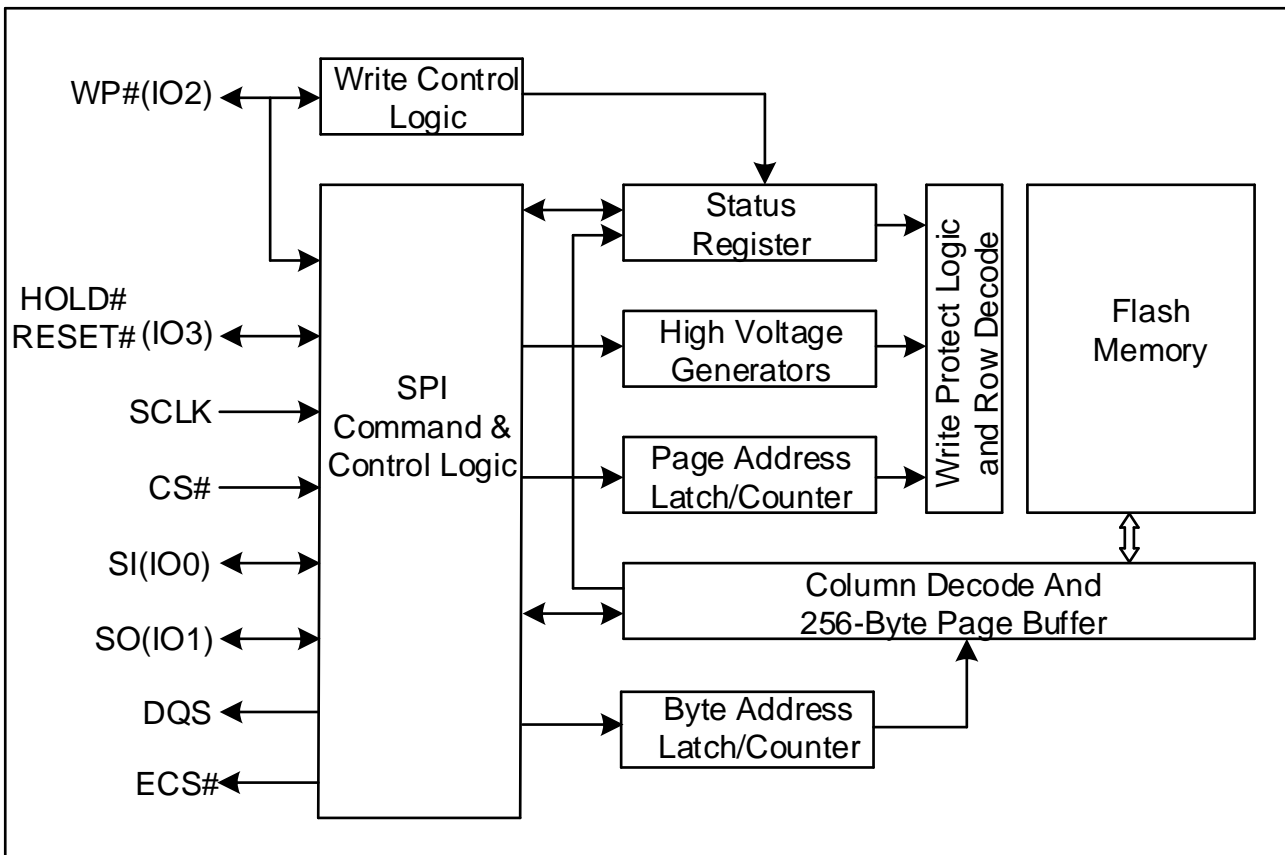 WP#(IO2)
Write Control
Logic
HOLD#
RESET# (IO3)
SCLK
CS#
SI(IO0)
SO(IO1)
DQS
ECS#
SPI
Command &
Control Logic
Status
Register
High Voltage
Generators
Page Address
Latch/Counter
Write Protect Logic
and Row Decode
Flash
Memory
Column Decode And
256-Byte Page Buffer
Byte Address
Latch/Counter